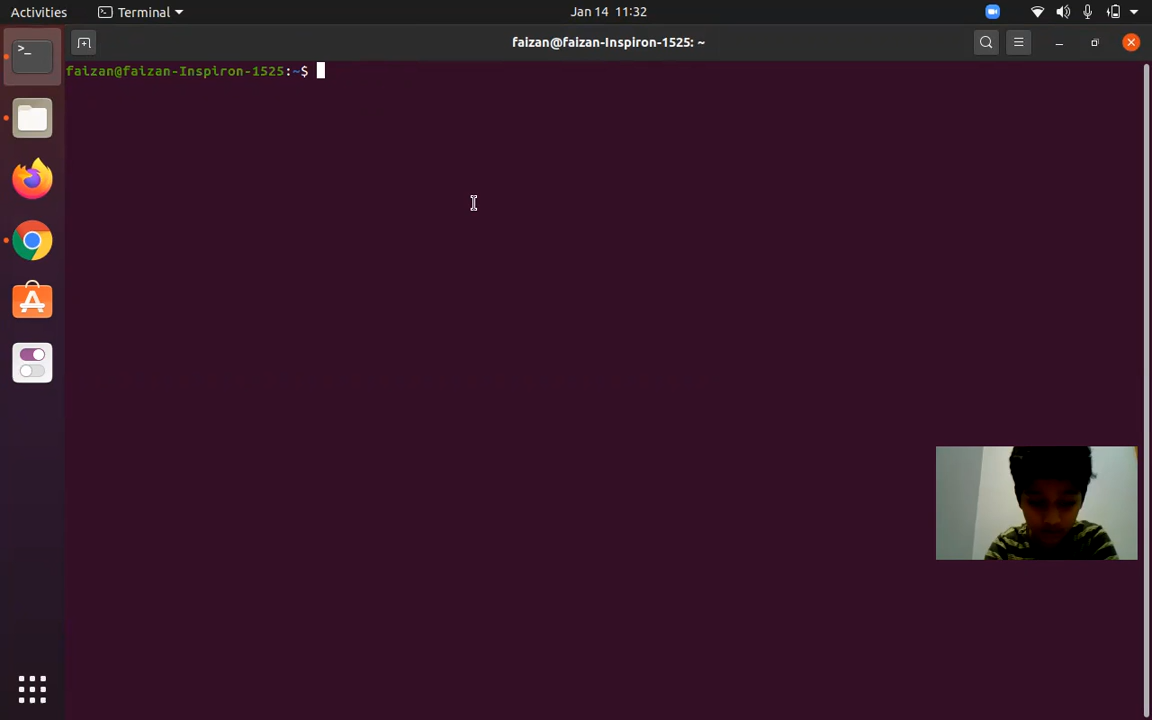 Activities
Terminal
Jan 14 11:32
faizan@faizan-Inspiron-1525: ~
faizan@faizan-Inspiron-1525:~$